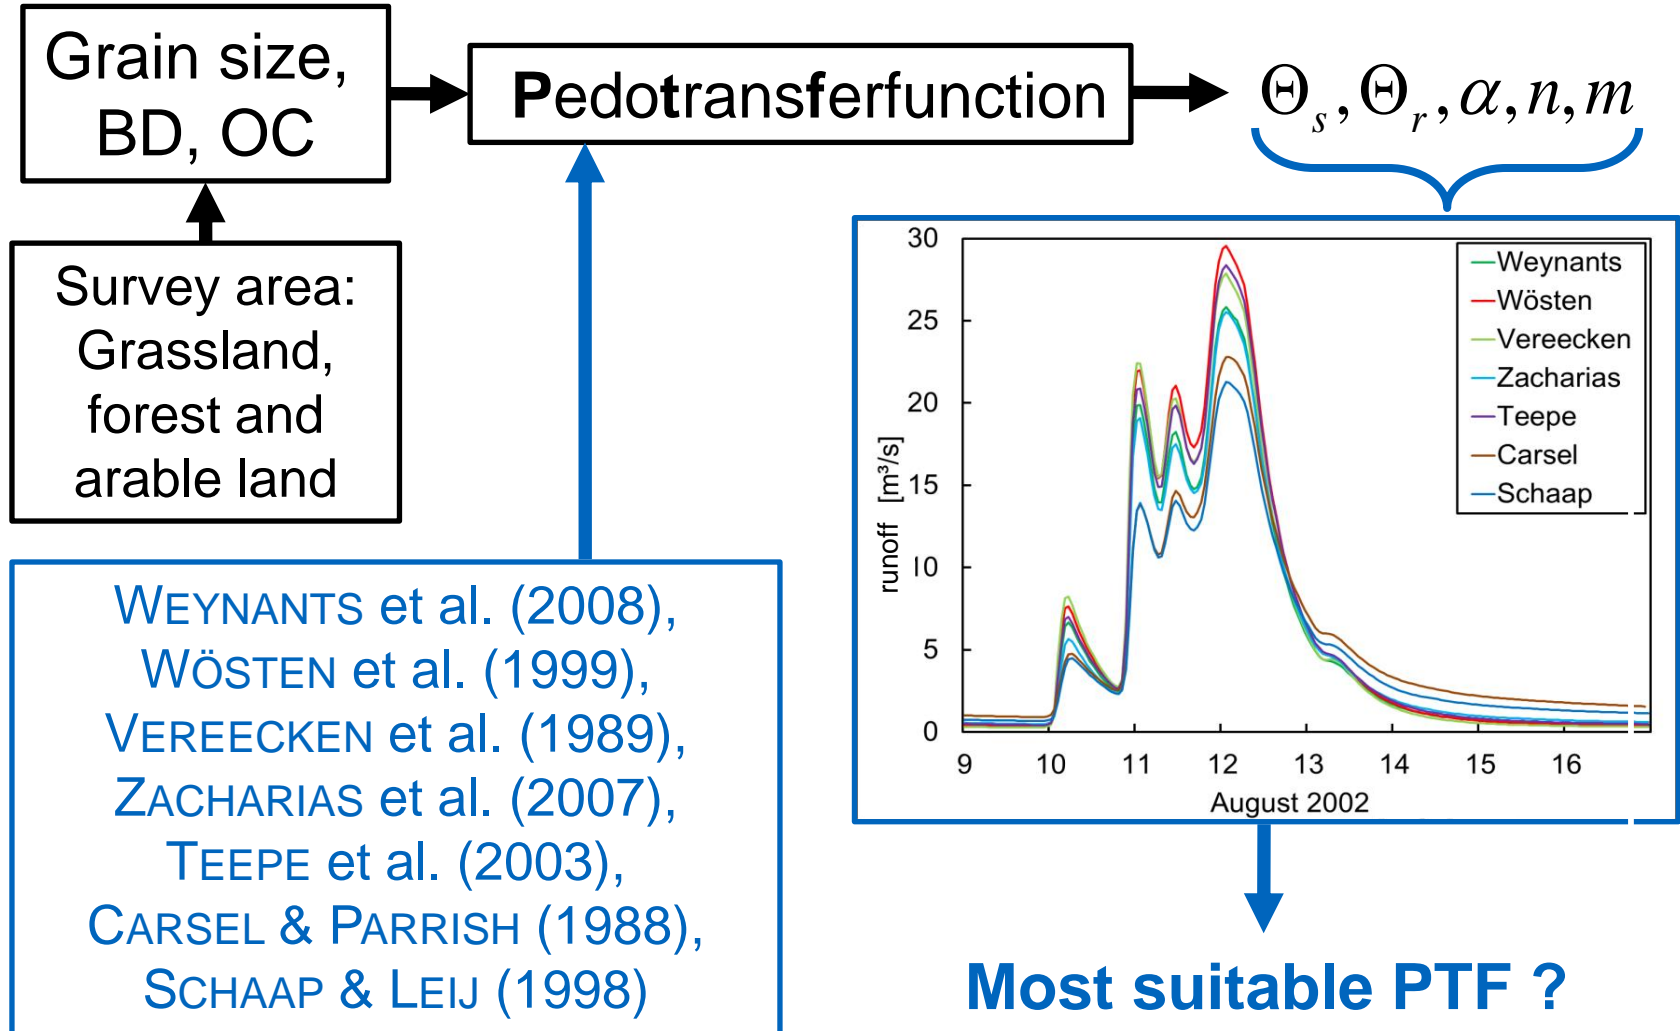 Grain size,
BD, OC
Pedotransferfunction
Θs, Θr, α, n, m
Survey area:
Grassland,
forest and
arable land
WEYNANTS et al. (2008),
WÖSTEN et al. (1999),
VEREECKEN et al. (1989),
ZACHARIAS et al. (2007),
TEEPE et al. (2003),
CARSEL & PARRISH (1988),
SCHAAP & LEIJ (1998)
30
25
20
15
10
5
0
runoff [m³/s]
Weynants
Wösten
Vereecken
Zacharias
Teepe
Carsel
Schaap
9 10 11 12 13 14 15 16
August 2002
Most suitable PTF ?